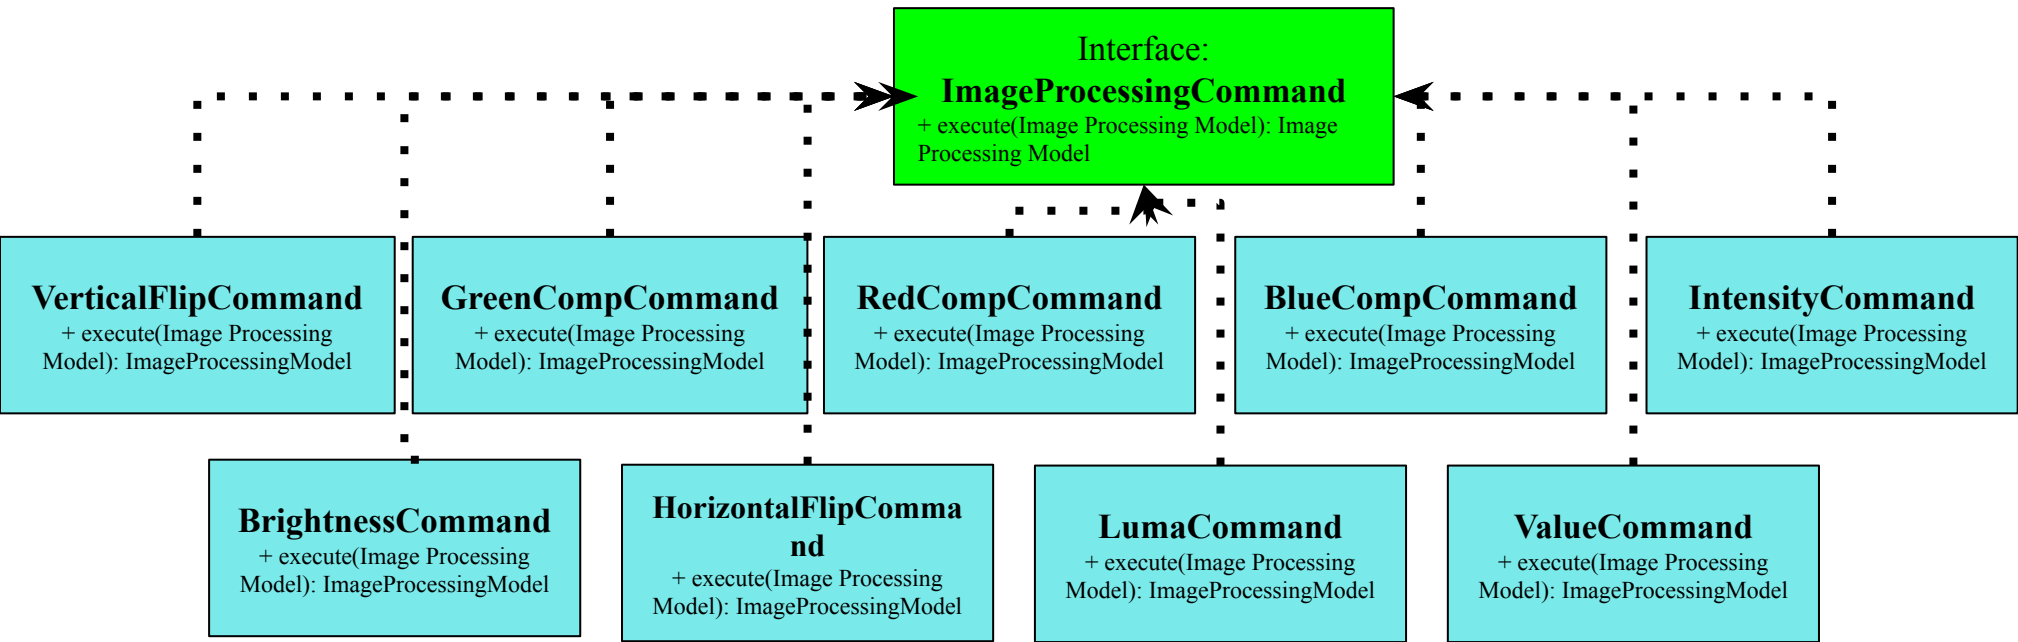 Interface:
ImageProcessingCommand
+ execute(Image Processing Model): Image
Processing Model
VerticalFlipCommand
+ execute(Image Processing
Model): ImageProcessingModel
GreenCompCommand
+ execute(Image Processing
Model): ImageProcessingModel
RedCompCommand
+ execute(Image Processing
Model): ImageProcessingModel
BlueCompCommand
+ execute(Image Processing
Model): ImageProcessingModel
IntensityCommand
+ execute(Image Processing
Model): ImageProcessingModel
BrightnessCommand
+ execute(Image Processing
Model): ImageProcessingModel
HorizontalFlipComma
nd
+ execute(Image Processing
Model): ImageProcessingModel
LumaCommand
+ execute(Image Processing
Model): ImageProcessingModel
ValueCommand
+ execute(Image Processing
Model): ImageProcessingModel